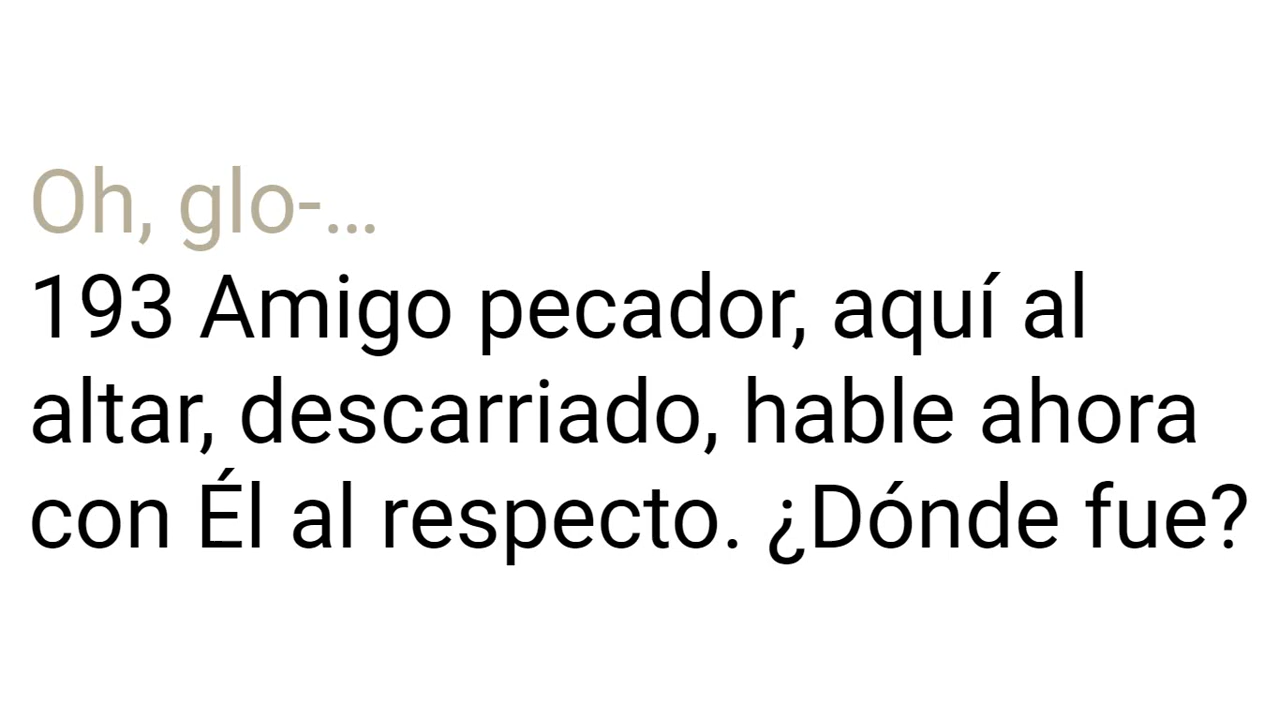 Oh, glo-...
193 Amigo pecador, aquí al
altar, descarriado, hable ahora
con Él al respecto. ¿Dónde fue?